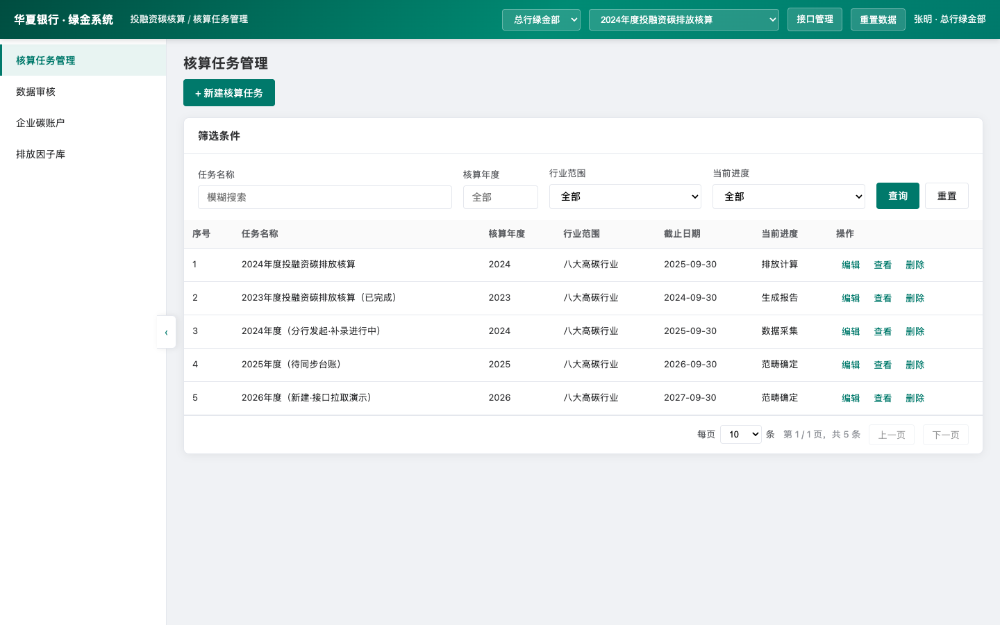 华夏银行 · 绿金系统
投融资碳核算 / 核算任务管理
总行绿金部
2024年度投融资碳排放核算
接口管理
重置数据
张明 · 总行绿金部
核算任务管理
数据审核
企业碳账户
排放因子库
‹
核算任务管理
+ 新建核算任务
筛选条件
任务名称 核算年度 行业范围 当前进度
模糊搜索 全部 全部 全部 查询 重置
序号 任务名称 核算年度 行业范围 截止日期 当前进度 操作
1 2024年度投融资碳排放核算 2024 八大高碳行业 2025-09-30 排放计算 编辑 查看 删除
2 2023年度投融资碳排放核算（已完成） 2023 八大高碳行业 2024-09-30 生成报告 编辑 查看 删除
3 2024年度（分行发起·补录进行中） 2024 八大高碳行业 2025-09-30 数据采集 编辑 查看 删除
4 2025年度（待同步台账） 2025 八大高碳行业 2026-09-30 范畴确定 编辑 查看 删除
5 2026年度（新建·接口拉取演示） 2026 八大高碳行业 2027-09-30 范畴确定 编辑 查看 删除
每页 10 条 第 1 / 1 页，共 5 条 上一页 下一页